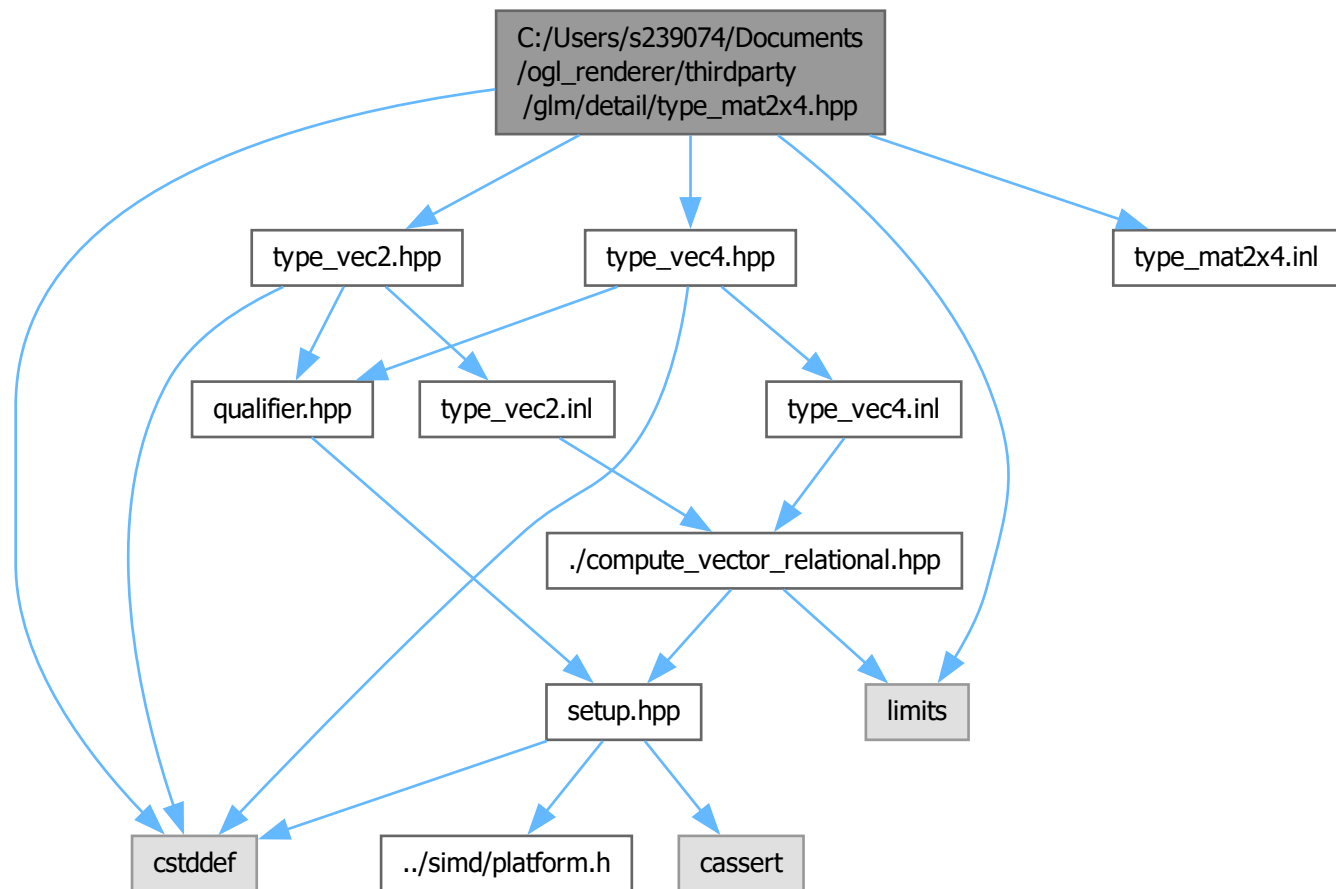 C:/Users/s239074/Documents
/ogl_renderer/thirdparty
/glm/detail/type_mat2x4.hpp
type_vec2.hpp
type_vec4.hpp
type_mat2x4.inl
qualifier.hpp
type_vec2.inl
type_vec4.inl
./compute_vector_relational.hpp
setup.hpp
limits
cstddef
../simd/platform.h
cassert